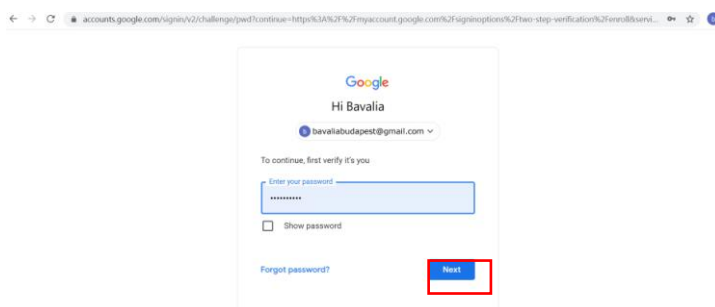 accounts.google.com/signin/v2/challenge/pwd?continue=https%3A%2F%2Fmyaccount.google.com%2Fsigninoptions%2Ftwo-step-verification%2Fenroll&servi...
Google
Hi Bavalia
b bavaliabudapest@gmail.com
To continue, first verify it's you
Enter your password
••••••••••
Show password
Forgot password? Next